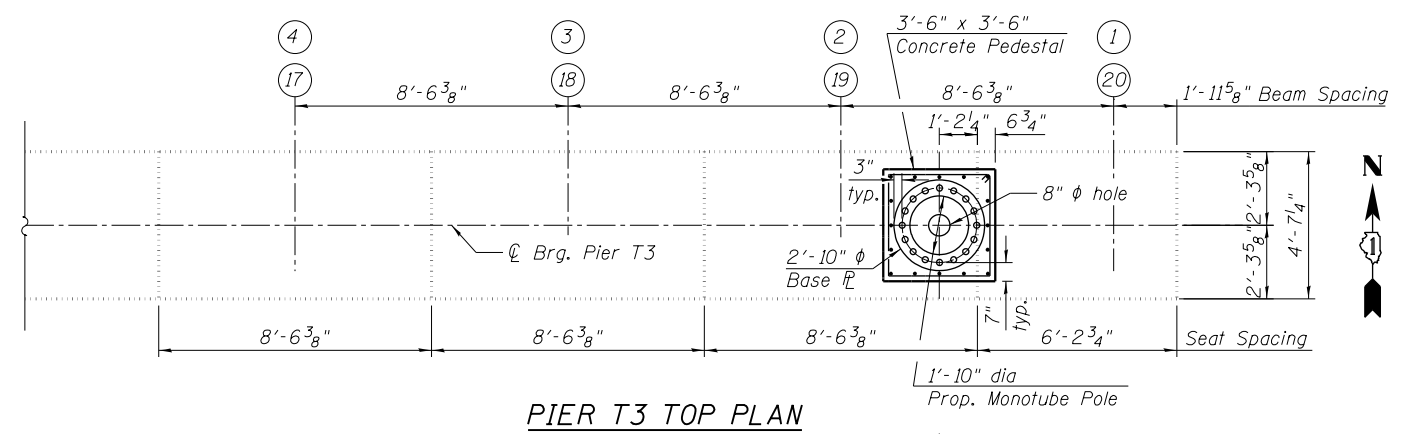 3'-6" x 3'-6"
Concrete Pedestal
4
3
2
1
17
18
19
20
8'-6 3/8"
8'-6 3/8"
8'-6 3/8"
1'-11 5/8" Beam Spacing
1'-2 1/4"
6 3/4"
3"
typ.
8" ϕ hole
2'-3 5/8"
2'-3 5/8"
4'-7 1/4"
N
1
℄ Brg. Pier T3
2'-10" ϕ
Base ⅊
7"
typ.
8'-6 3/8"
8'-6 3/8"
8'-6 3/8"
6'-2 3/4"
Seat Spacing
1'-10" dia
Prop. Monotube Pole
PIER T3 TOP PLAN